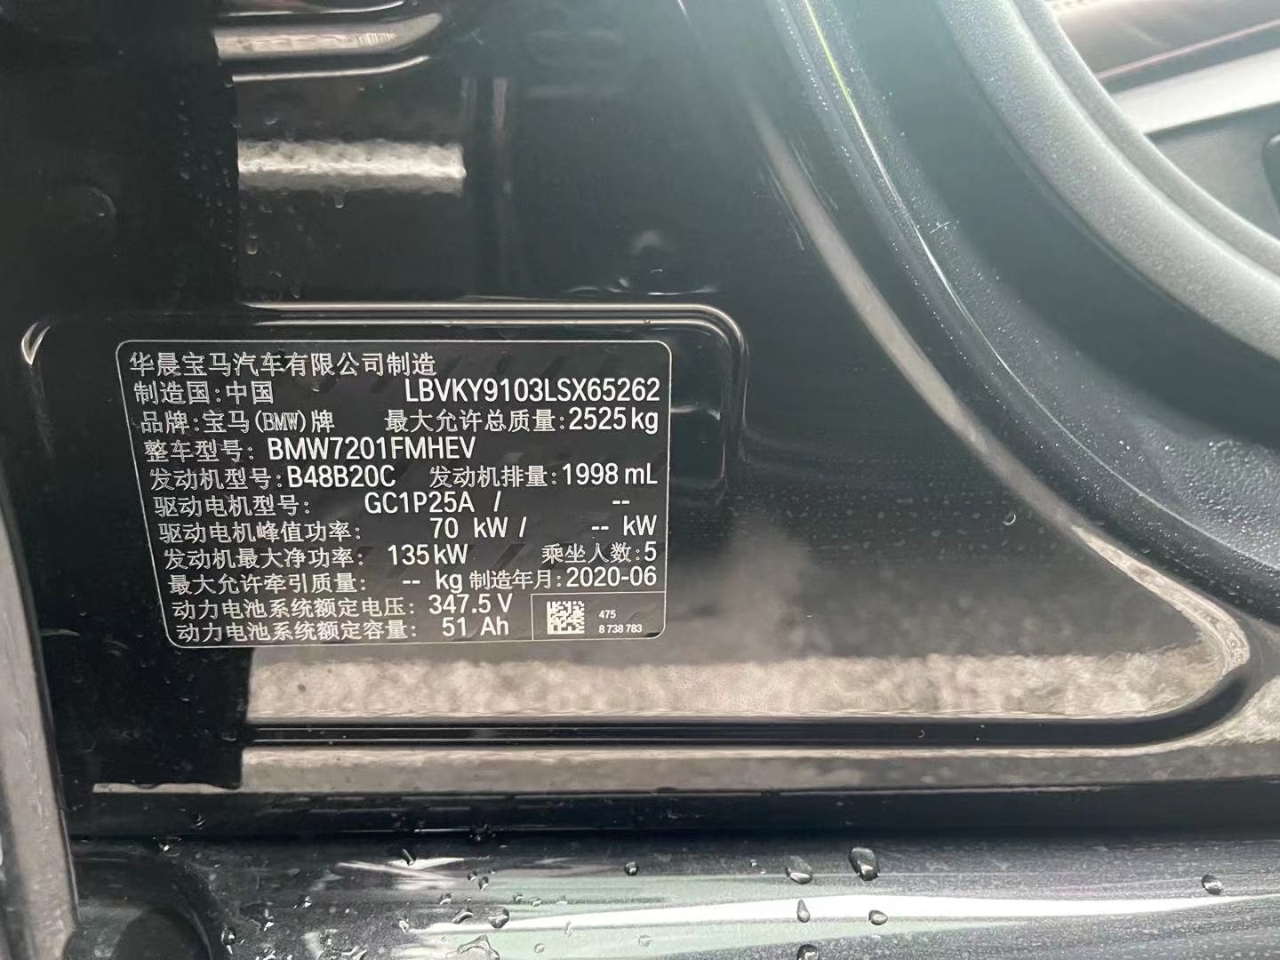 华晨宝马汽车有限公司制造
制造国:中国 LBVKY9103LSX65262
品牌:宝马(BMW)牌 最大允许总质量:2525kg
整车型号: BMW7201FMHEV
发动机型号:B48B20C 发动机排量:1998 mL
驱动电机型号: GC1P25A / --
驱动电机峰值功率: 70 kW / -- kW
发动机最大净功率: 135kW 乘坐人数:5
最大允许牵引质量: -- kg 制造年月:2020-06
动力电池系统额定电压: 347.5 V
动力电池系统额定容量: 51 Ah
475
8 738 783